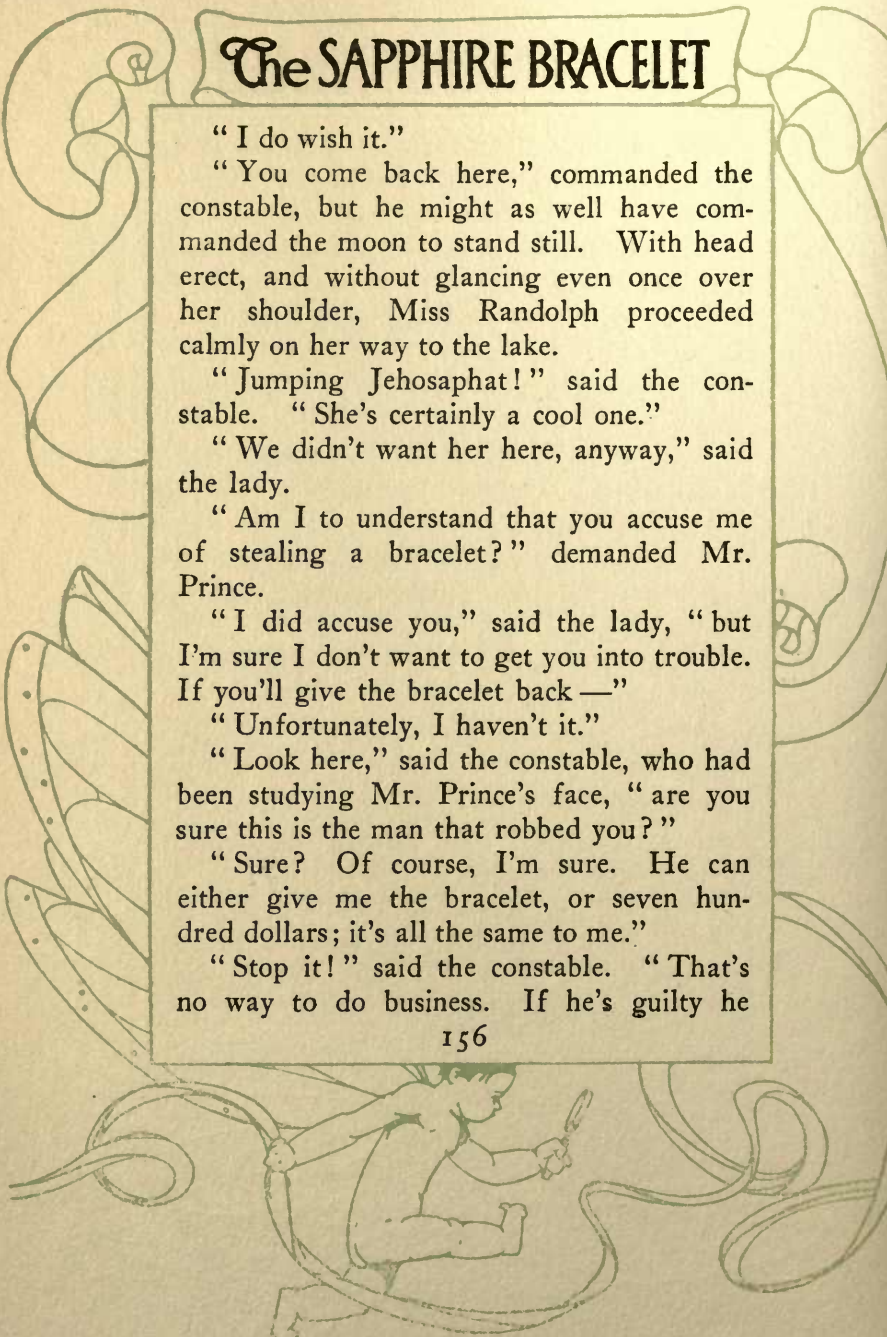 The SAPPHIRE BRACELET
“ I do wish it.”
“ You come back here,” commanded the
constable, but he might as well have com-
manded the moon to stand still. With head
erect, and without glancing even once over
her shoulder, Miss Randolph proceeded
calmly on her way to the lake.
“ Jumping Jehosaphat! ” said the con-
stable. “ She's certainly a cool one.”
“ We didn't want her here, anyway,” said
the lady.
“ Am I to understand that you accuse me
of stealing a bracelet? ” demanded Mr.
Prince.
“ I did accuse you,” said the lady, “ but
I'm sure I don't want to get you into trouble.
If you'll give the bracelet back —”
“ Unfortunately, I haven't it.”
“ Look here,” said the constable, who had
been studying Mr. Prince's face, “ are you
sure this is the man that robbed you? ”
“ Sure? Of course, I'm sure. He can
either give me the bracelet, or seven hun-
dred dollars; it's all the same to me.”
“ Stop it! ” said the constable. “ That's
no way to do business. If he's guilty he
156